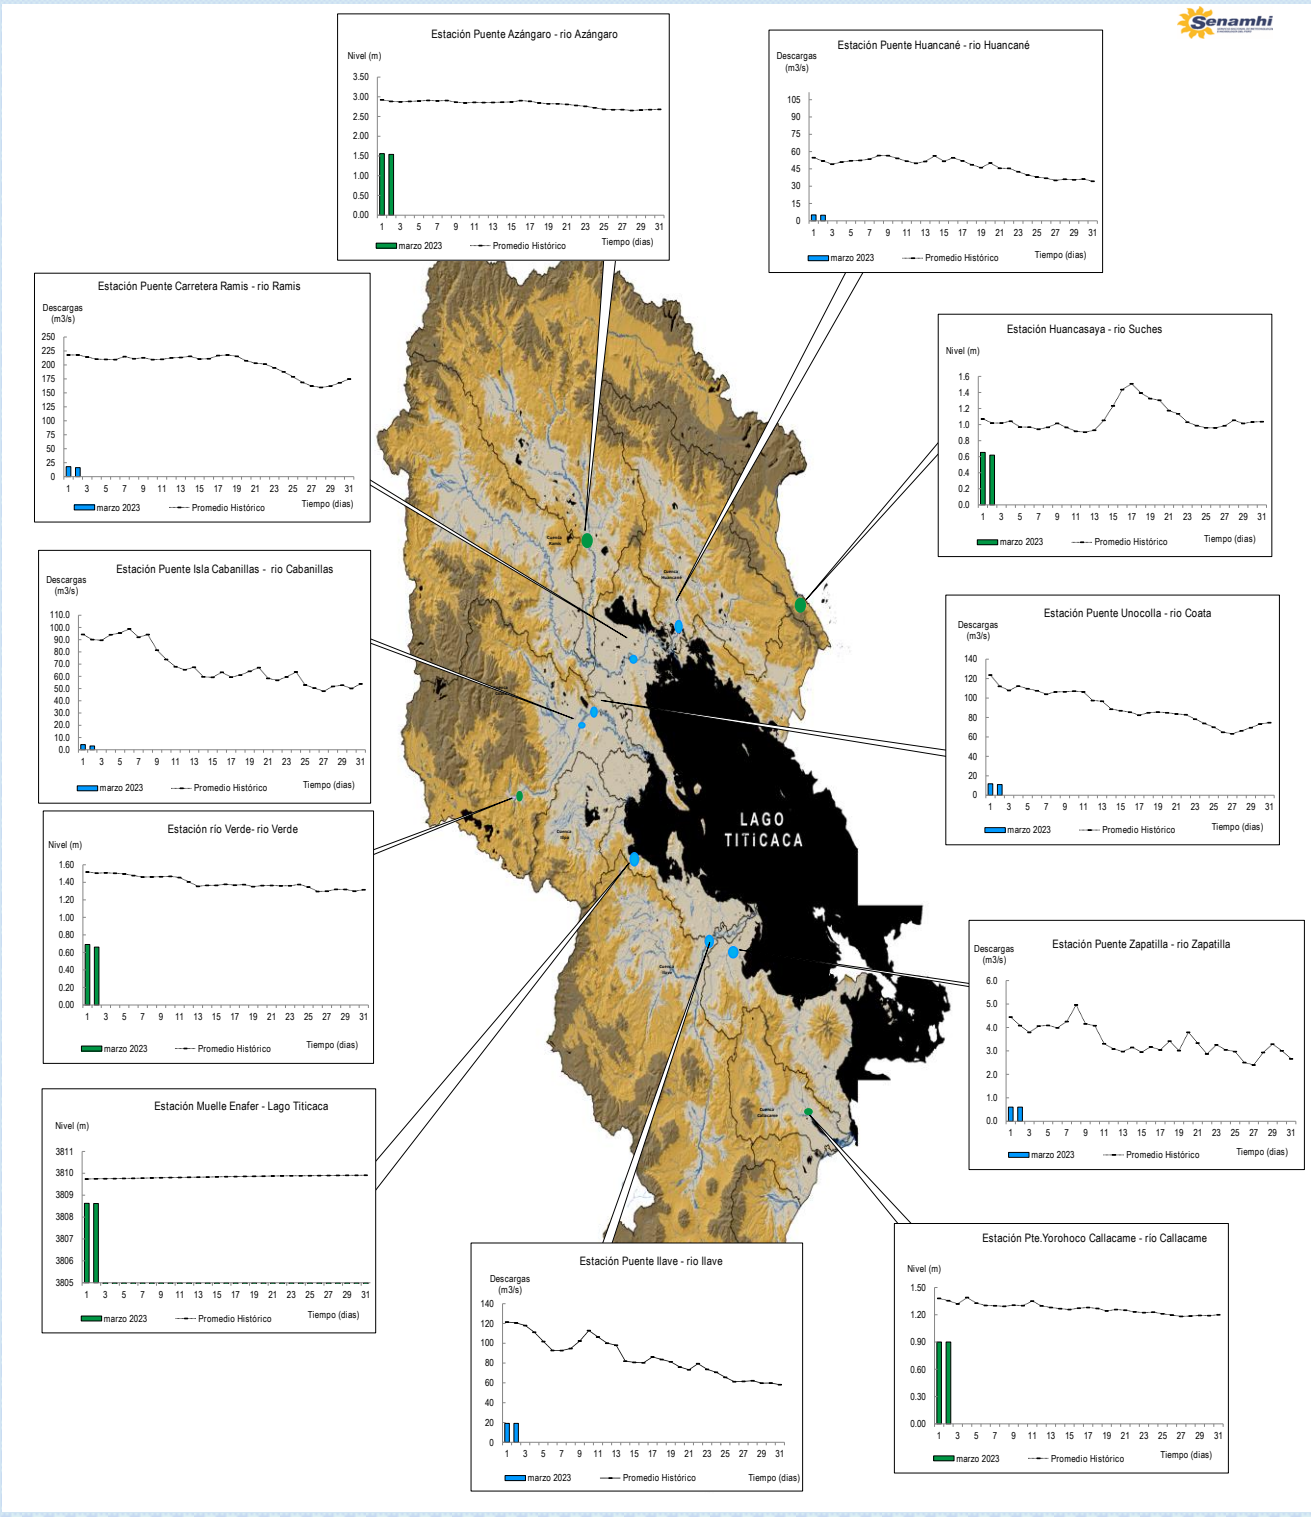 Senamhi
Estación Puente Azángaro - rio Azángaro
Nivel (m)
3.50
3.00
2.50
2.00
1.50
1.00
0.50
0.00
1 3 5 7 9 11 13 15 17 19 21 23 25 27 29 31
marzo 2023 Promedio Histórico Tiempo (dias)
Estación Puente Huancané - rio Huancané
Descargas
(m3/s)
105
90
75
60
45
30
15
0
1 3 5 7 9 11 13 15 17 19 21 23 25 27 29 31
marzo 2023 Promedio Histórico Tiempo (dias)
Estación Puente Carretera Ramis - rio Ramis
Descargas
(m3/s)
250
225
200
175
150
125
100
75
50
25
0
1 3 5 7 9 11 13 15 17 19 21 23 25 27 29 31
marzo 2023 Promedio Histórico Tiempo (dias)
Estación Huancasaya - rio Suches
Nivel (m)
1.6
1.4
1.2
1.0
0.8
0.6
0.4
0.2
0.0
1 3 5 7 9 11 13 15 17 19 21 23 25 27 29 31
marzo 2023 Promedio Histórico Tiempo (dias)
Estación Puente Isla Cabanillas - rio Cabanillas
Descargas
(m3/s)
110.0
100.0
90.0
80.0
70.0
60.0
50.0
40.0
30.0
20.0
10.0
0.0
1 3 5 7 9 11 13 15 17 19 21 23 25 27 29 31
marzo 2023 Promedio Histórico Tiempo (dias)
Estación Puente Unocolla - rio Coata
Descargas
(m3/s)
140
120
100
80
60
40
20
0
1 3 5 7 9 11 13 15 17 19 21 23 25 27 29 31
marzo 2023 Promedio Histórico Tiempo (dias)
Estación río Verde- rio Verde
Nivel (m)
1.60
1.40
1.20
1.00
0.80
0.60
0.40
0.20
0.00
1 3 5 7 9 11 13 15 17 19 21 23 25 27 29 31
marzo 2023 Promedio Histórico Tiempo (dias)
Cuenca
Huancané
LAGO
TITICACA
Cuenca
Ilave
Cuenca
Callacame
Estación Puente Zapatilla - rio Zapatilla
Descargas
(m3/s)
6.0
5.0
4.0
3.0
2.0
1.0
0.0
1 3 5 7 9 11 13 15 17 19 21 23 25 27 29 31
marzo 2023 Promedio Histórico Tiempo (dias)
Estación Muelle Enafer - Lago Titicaca
Nivel (m)
3811
3810
3809
3808
3807
3806
3805
1 3 5 7 9 11 13 15 17 19 21 23 25 27 29 31
marzo 2023 Promedio Histórico Tiempo (dias)
Estación Puente Ilave - rio Ilave
Descargas
(m3/s)
140
120
100
80
60
40
20
0
1 3 5 7 9 11 13 15 17 19 21 23 25 27 29 31
marzo 2023 Promedio Histórico Tiempo (dias)
Estación Pte.Yorohoco Callacame - río Callacame
Nivel (m)
1.50
1.20
0.90
0.60
0.30
0.00
1 3 5 7 9 11 13 15 17 19 21 23 25 27 29 31
marzo 2023 Promedio Histórico Tiempo (dias)